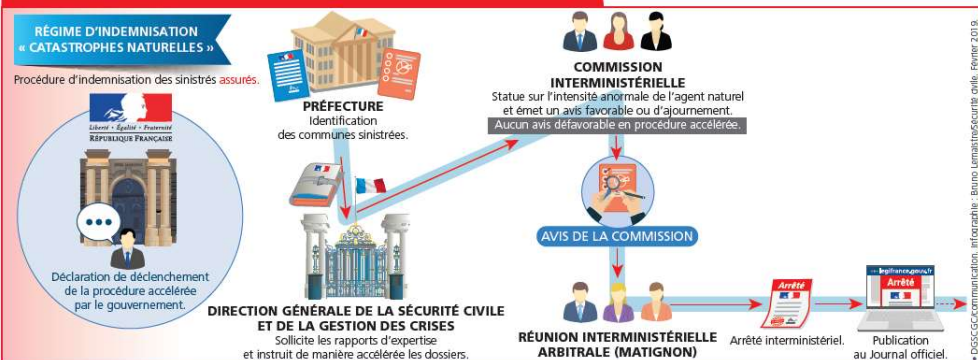 RÉGIME D'INDEMNISATION
« CATASTROPHES NATURELLES »
Procédure d'indemnisation des sinistrés assurés.
Liberté • Égalité • Fraternité
RÉPUBLIQUE FRANÇAISE
Déclaration de déclenchement
de la procédure accélérée
par le gouvernement.
PRÉFECTURE
Identification
des communes sinistrées.
DIRECTION GÉNÉRALE DE LA SÉCURITÉ CIVILE
ET DE LA GESTION DES CRISES
Sollicite les rapports d'expertise
et instruit de manière accélérée les dossiers.
COMMISSION
INTERMINISTÉRIELLE
Statue sur l'intensité anormale de l'agent naturel
et émet un avis favorable ou d'ajournement.
Aucun avis défavorable en procédure accélérée.
AVIS DE LA COMMISSION
RÉUNION INTERMINISTÉRIELLE
ARBITRALE (MATIGNON)
Arrêté
Arrêté interministériel.
legifrance.gouv.fr
Arrêté
Publication
au Journal officiel.
DGSCGC/Communication. Infographie : Bruno Lemaistre/Sécurité civile. Février 2019.